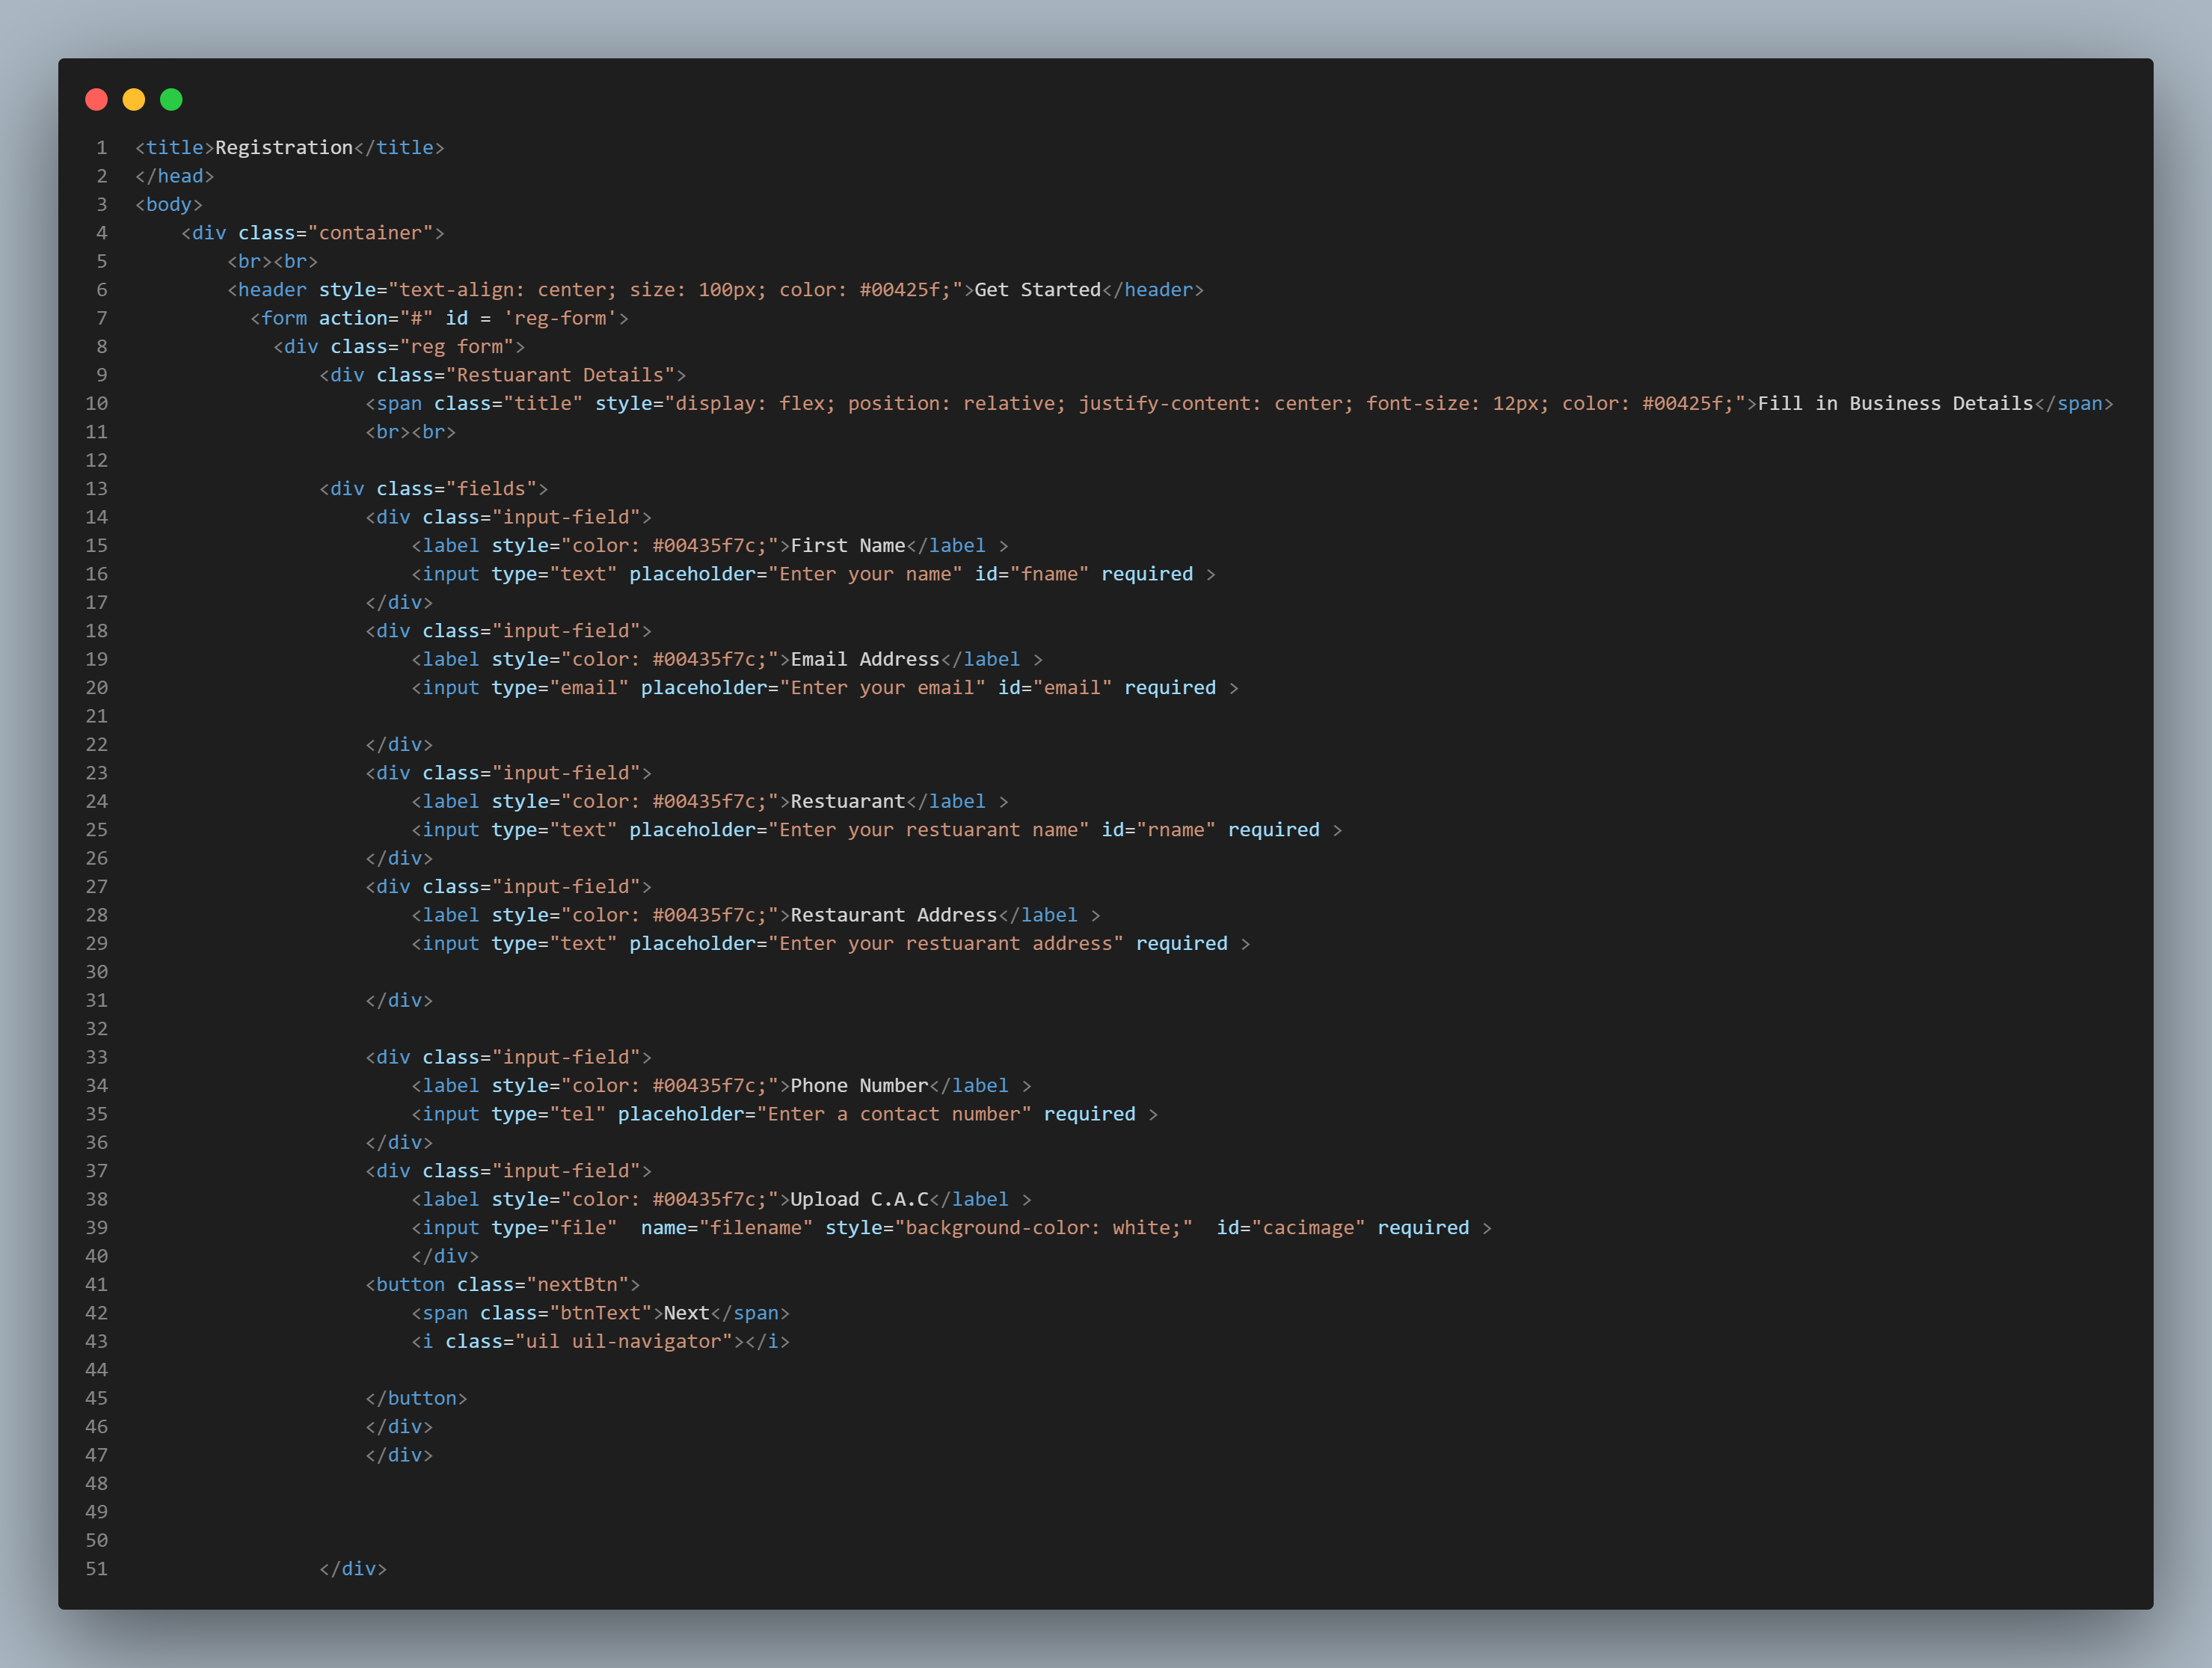 1 <title>Registration</title>
2 </head>
3 <body>
4     <div class="container">
5         <br><br>
6         <header style="text-align: center; size: 100px; color: #00425f;">Get Started</header>
7           <form action="#" id = 'reg-form'>
8             <div class="reg form">
9                 <div class="Restuarant Details">
10                     <span class="title" style="display: flex; position: relative; justify-content: center; font-size: 12px; color: #00425f;">Fill in Business Details</span>
11                     <br><br>
12
13                 <div class="fields">
14                     <div class="input-field">
15                         <label style="color: #00435f7c;">First Name</label >
16                         <input type="text" placeholder="Enter your name" id="fname" required >
17                     </div>
18                     <div class="input-field">
19                         <label style="color: #00435f7c;">Email Address</label >
20                         <input type="email" placeholder="Enter your email" id="email" required >
21
22                     </div>
23                     <div class="input-field">
24                         <label style="color: #00435f7c;">Restuarant</label >
25                         <input type="text" placeholder="Enter your restuarant name" id="rname" required >
26                     </div>
27                     <div class="input-field">
28                         <label style="color: #00435f7c;">Restaurant Address</label >
29                         <input type="text" placeholder="Enter your restuarant address" required >
30
31                     </div>
32
33                     <div class="input-field">
34                         <label style="color: #00435f7c;">Phone Number</label >
35                         <input type="tel" placeholder="Enter a contact number" required >
36                     </div>
37                     <div class="input-field">
38                         <label style="color: #00435f7c;">Upload C.A.C</label >
39                         <input type="file"  name="filename" style="background-color: white;"  id="cacimage" required >
40                         </div>
41                     <button class="nextBtn">
42                         <span class="btnText">Next</span>
43                         <i class="uil uil-navigator"></i>
44
45                     </button>
46                     </div>
47                     </div>
48
49
50
51                 </div>